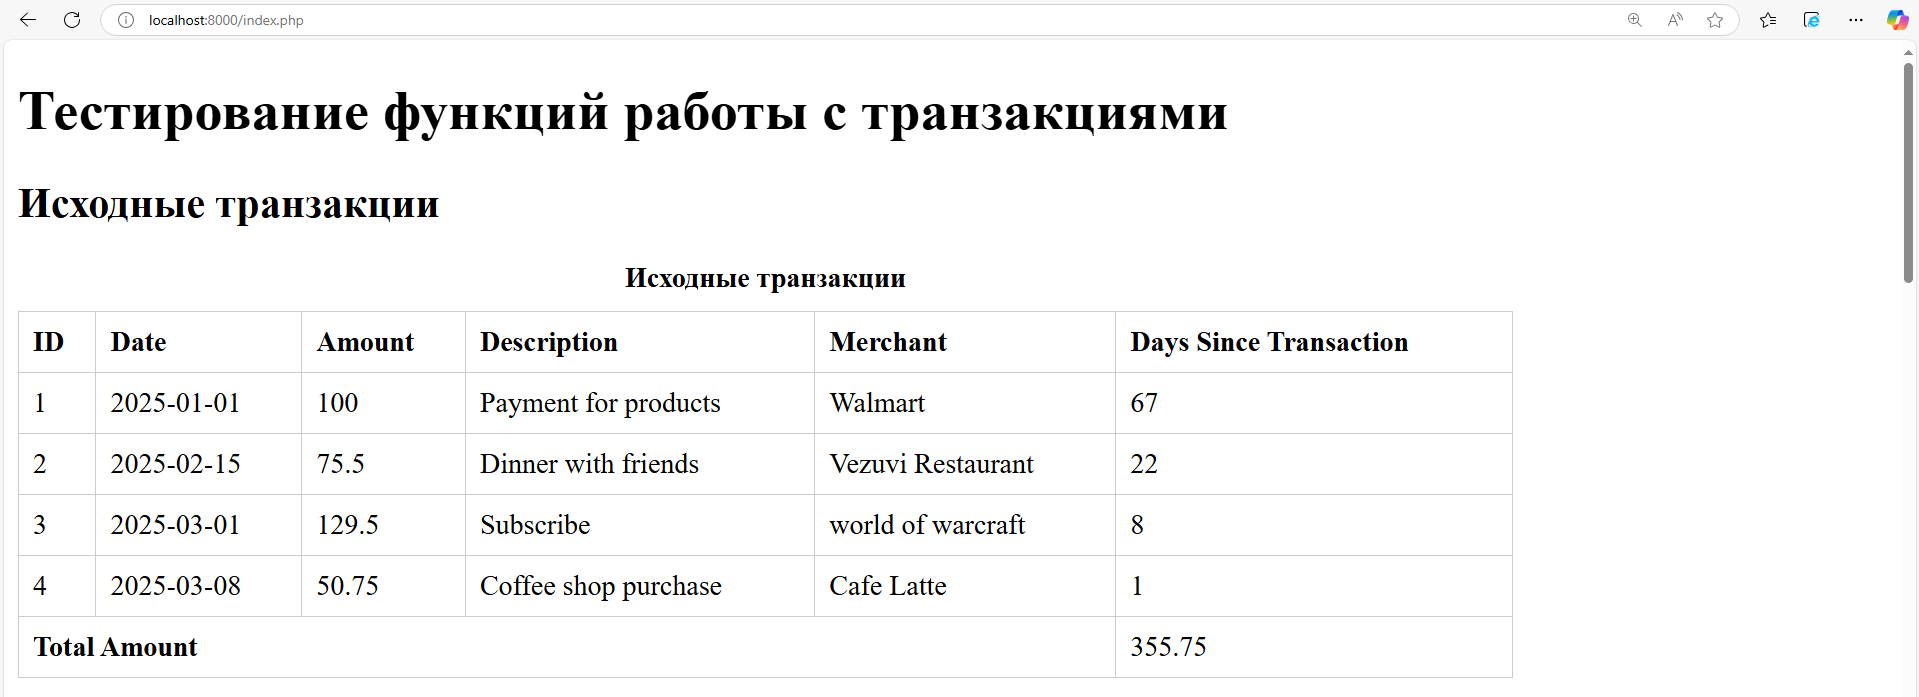 localhost:8000/index.php
Тестирование функций работы с транзакциями
Исходные транзакции
Исходные транзакции
ID Date Amount Description Merchant Days Since Transaction
1 2025-01-01 100 Payment for products Walmart 67
2 2025-02-15 75.5 Dinner with friends Vezuvi Restaurant 22
3 2025-03-01 129.5 Subscribe world of warcraft 8
4 2025-03-08 50.75 Coffee shop purchase Cafe Latte 1
Total Amount 355.75